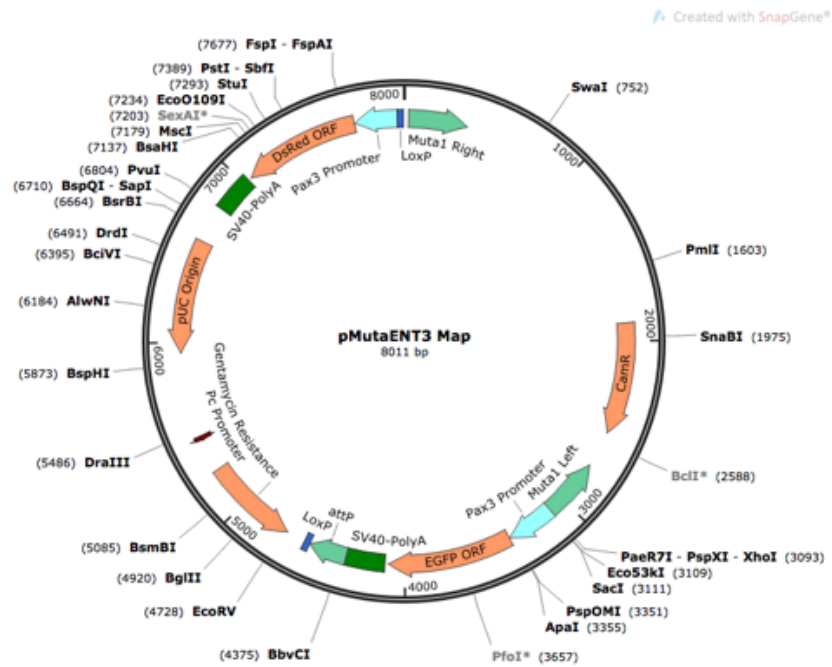 Created with SnapGene®
(7677) FspI - FspAI
(7389) PstI - SbfI
(7293) StuI
(7234) EcoO109I
(7203) SexAI*
(7179) MscI
(7137) BsaHI
(6804) PvuI
(6710) BspQI - SapI
(6664) BsrBI
(6491) DrdI
(6395) BciVI
(6184) AlwNI
(5873) BspHI
(5486) DraIII
(5085) BsmBI
(4920) BglII
(4728) EcoRV
(4375) BbvCI
SwaI (752)
PmlI (1603)
SnaBI (1975)
BclI* (2588)
PaeR7I - PspXI - XhoI (3093)
Eco53kI (3109)
SacI (3111)
PspOMI (3351)
ApaI (3355)
PfoI* (3657)
8000
1000
2000
3000
4000
5000
6000
7000
DsRed ORF
Pax3 Promoter
LoxP
Muta1 Right
SV40-PolyA
pUC Origin
pMutaENT3 Map
8011 bp
CamR
Gentamycin Resistance
Pc Promoter
Muta1 Left
Pax3 Promoter
attP
LoxP
SV40-PolyA
EGFP ORF